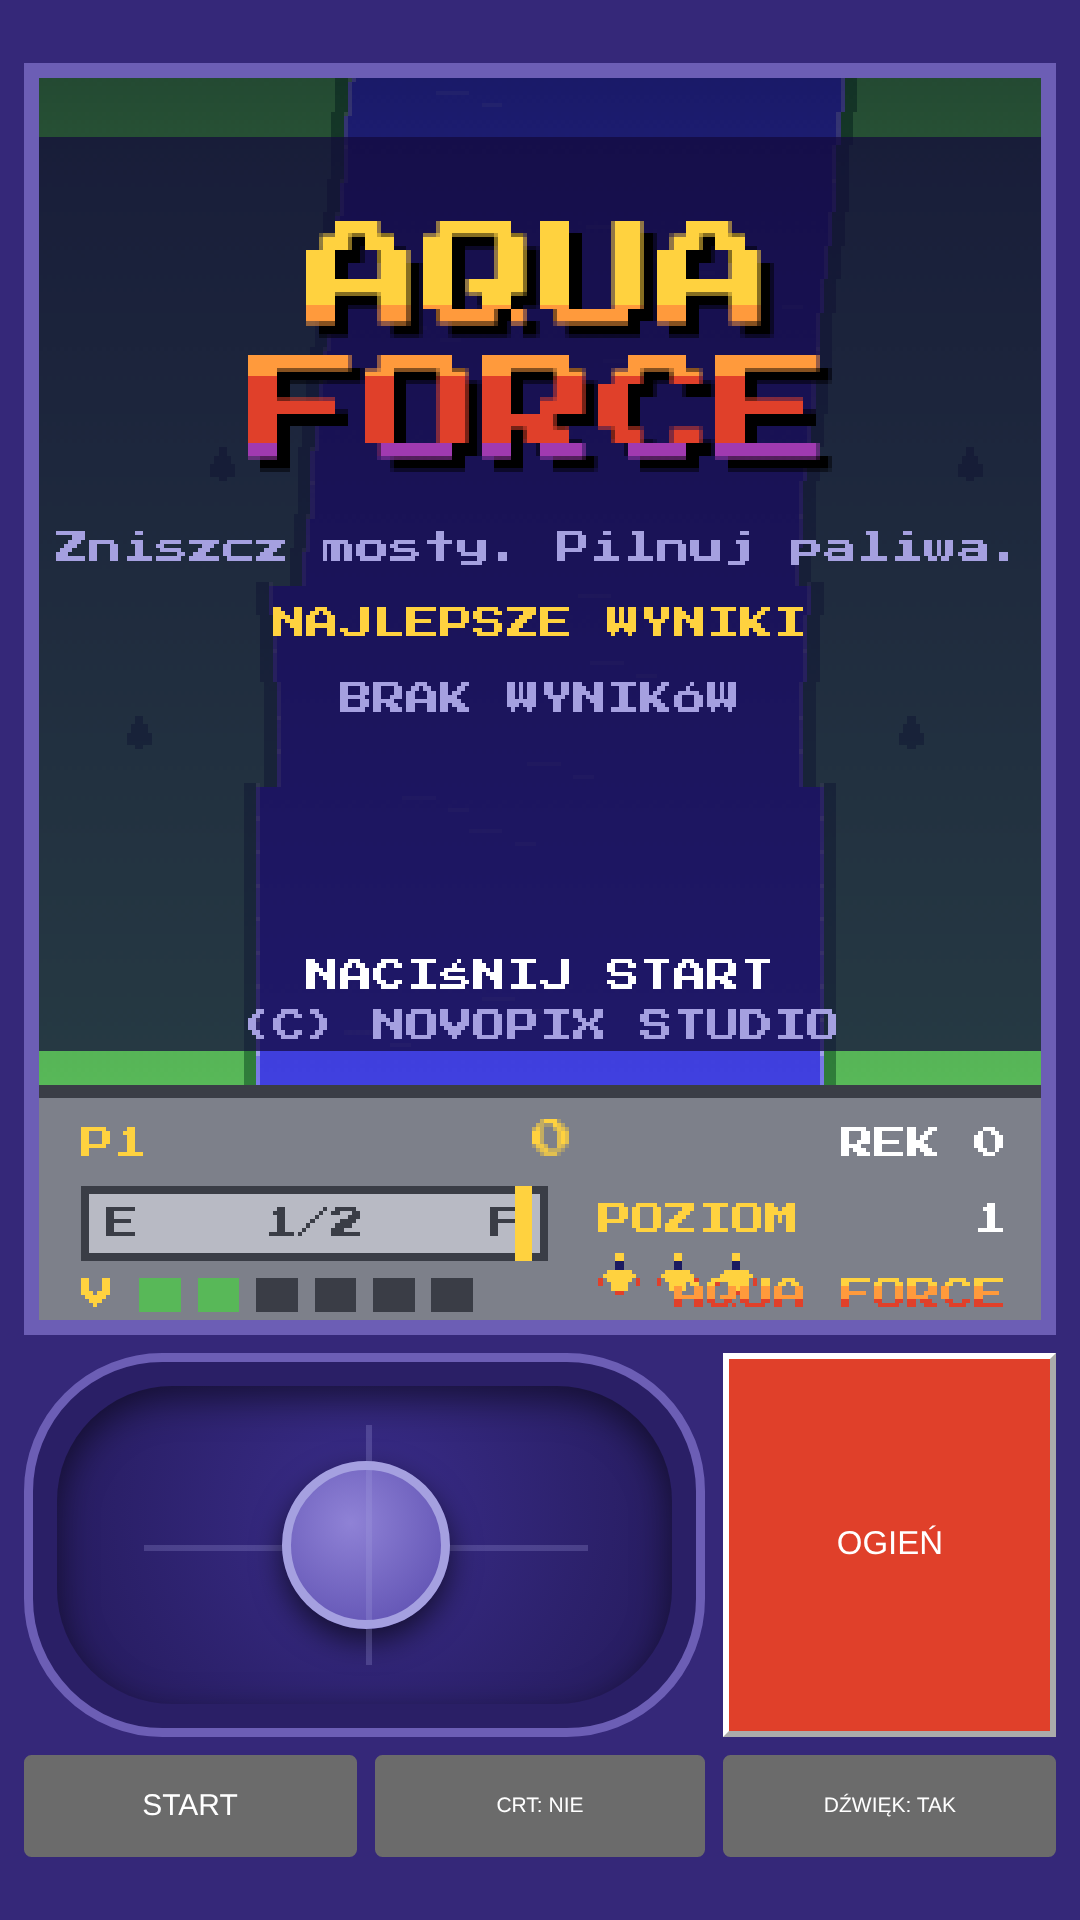 AQUA
FORCE
Zniszcz mosty. Pilnuj paliwa.
NAJLEPSZE WYNIKI
BRAK WYNIKóW
NACIśNIJ START
(C) NOVOPIX STUDIO
P1 0 REK 0
E 1/2 F
POZIOM 1
V
AQUA FORCE
OGIEŃ
START
CRT: NIE
DŹWIĘK: TAK